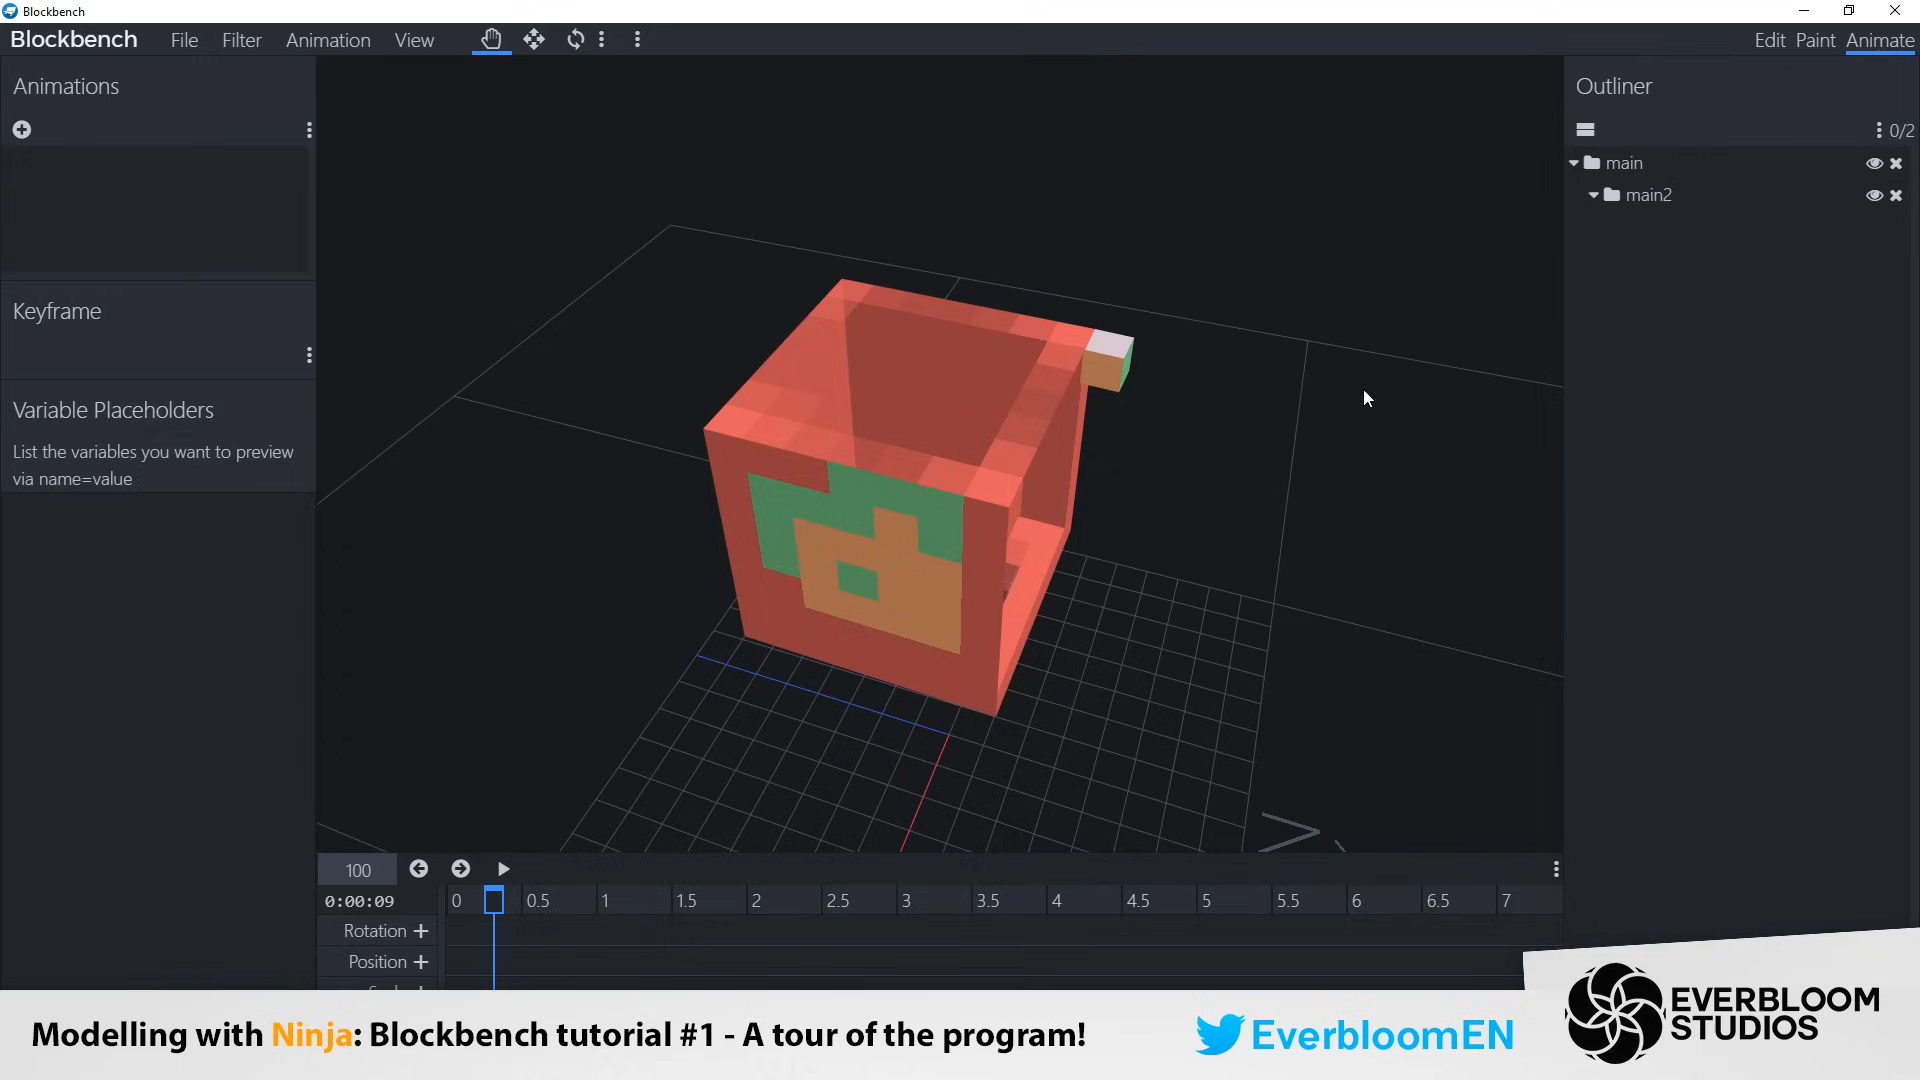 Blockbench
Blockbench File Filter Animation View Edit Paint Animate
Animations
Keyframe
Variable Placeholders
List the variables you want to preview
via name=value
Outliner
0/2
main
main2
100
0:00:09 0 0.5 1 1.5 2 2.5 3 3.5 4 4.5 5 5.5 6 6.5 7
Rotation +
Position +
Modelling with Ninja: Blockbench tutorial #1 - A tour of the program!
EverbloomEN
EVERBLOOM
STUDIOS